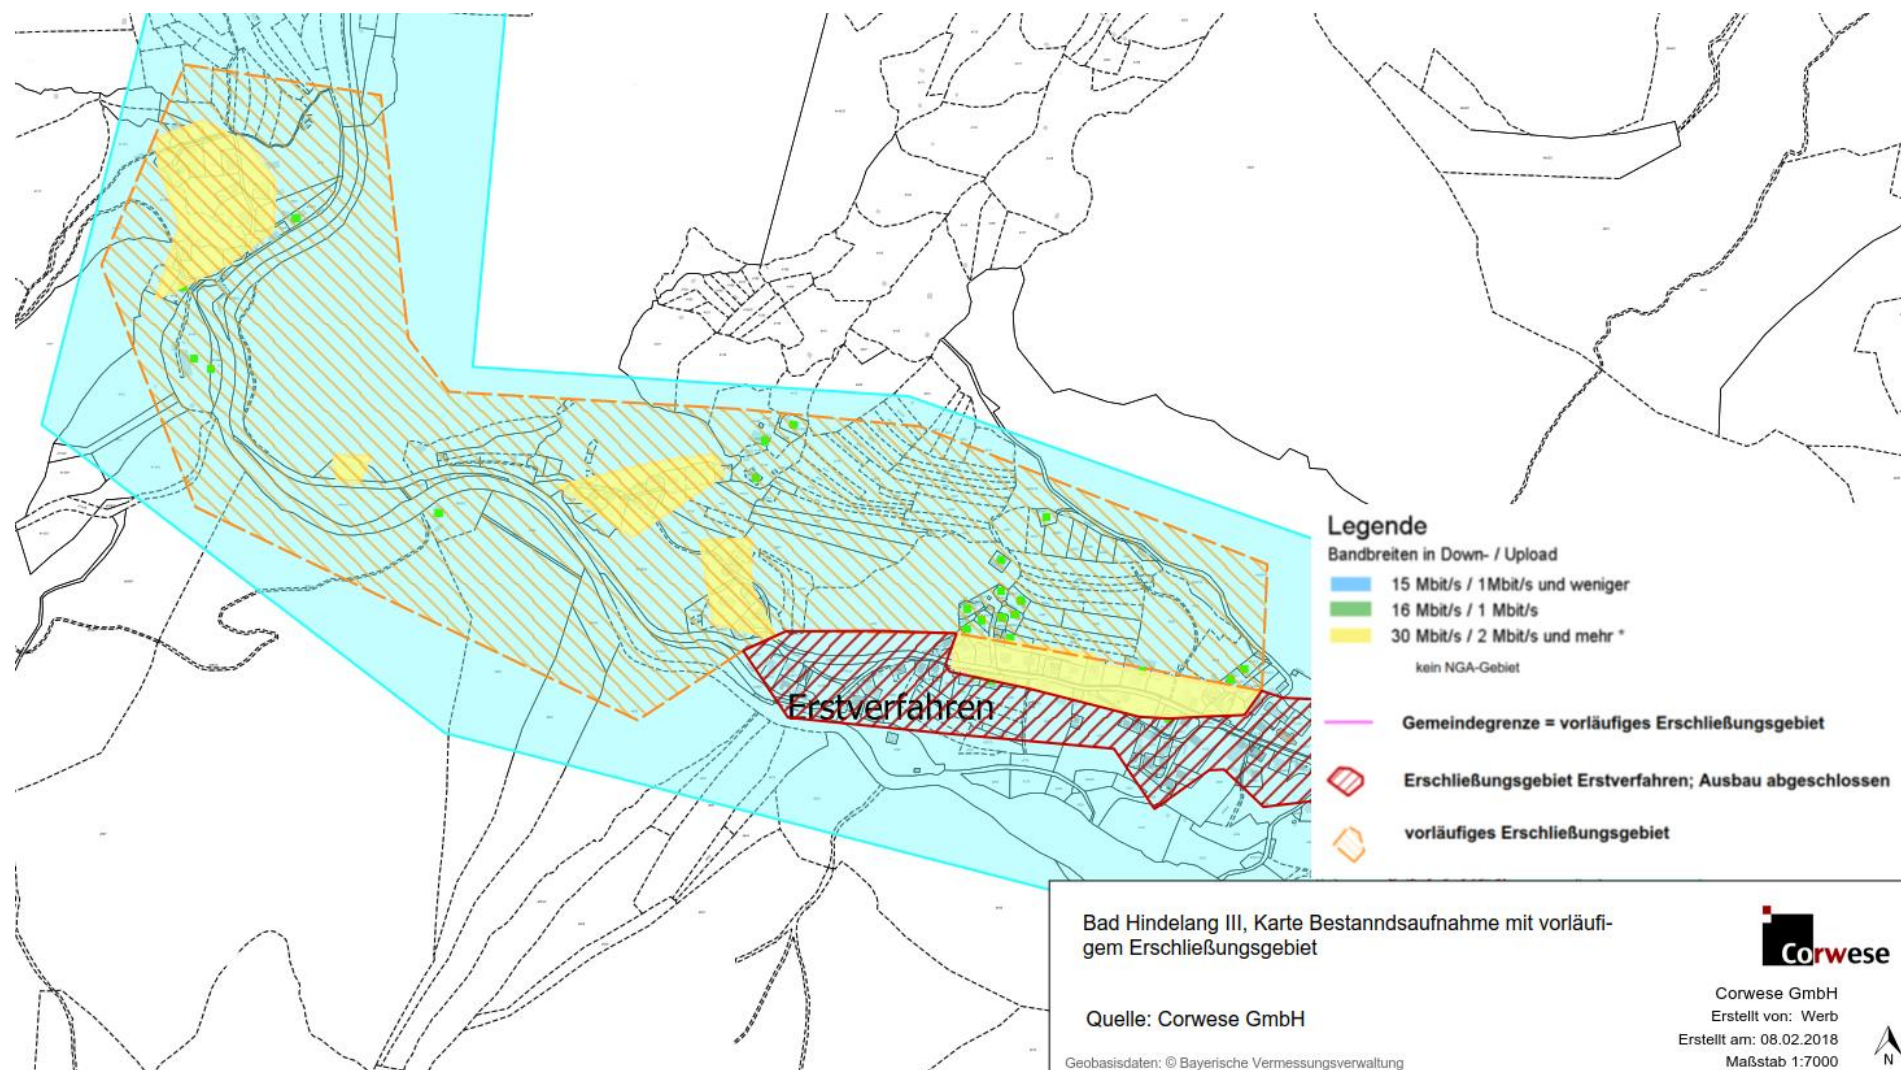 Erstverfahren
Legende
Bandbreiten in Down- / Upload
15 Mbit/s / 1Mbit/s und weniger
16 Mbit/s / 1 Mbit/s
30 Mbit/s / 2 Mbit/s und mehr *
kein NGA-Gebiet
Gemeindegrenze = vorläufiges Erschließungsgebiet
Erschließungsgebiet Erstverfahren; Ausbau abgeschlossen
vorläufiges Erschließungsgebiet
Bad Hindelang III, Karte Bestanndsaufnahme mit vorläufi-
gem Erschließungsgebiet
Quelle: Corwese GmbH
Geobasisdaten: © Bayerische Vermessungsverwaltung
Corwese
Corwese GmbH
Erstellt von: Werb
Erstellt am: 08.02.2018
Maßstab 1:7000
N